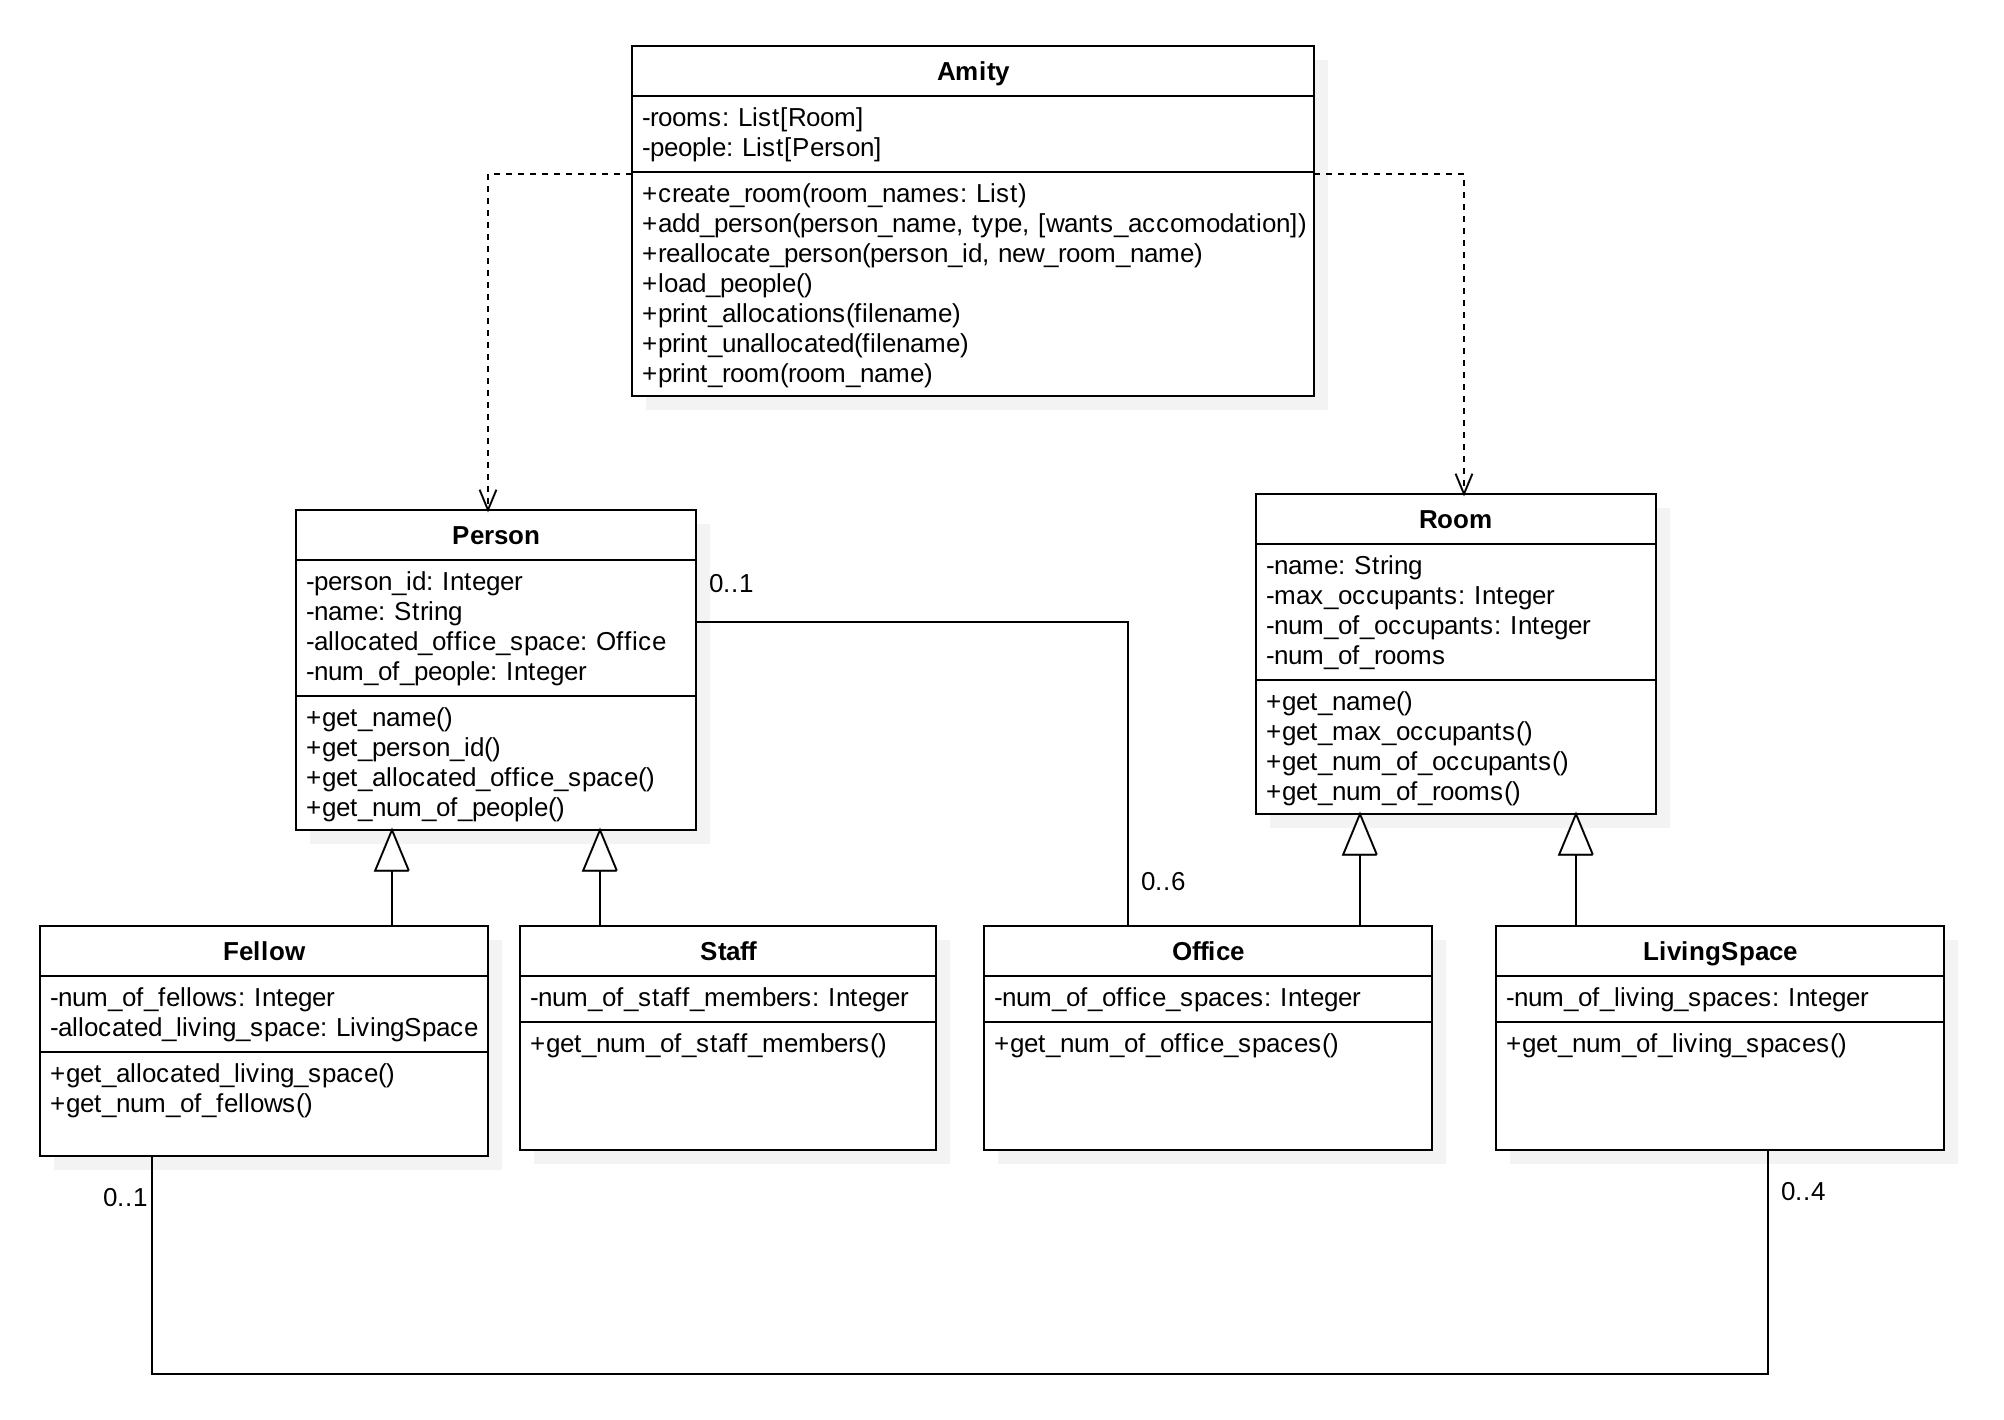 Amity
-rooms: List[Room]
-people: List[Person]
+create_room(room_names: List)
+add_person(person_name, type, [wants_accomodation])
+reallocate_person(person_id, new_room_name)
+load_people()
+print_allocations(filename)
+print_unallocated(filename)
+print_room(room_name)
Person
-person_id: Integer
-name: String
-allocated_office_space: Office
-num_of_people: Integer
+get_name()
+get_person_id()
+get_allocated_office_space()
+get_num_of_people()
0..1
0..6
Room
-name: String
-max_occupants: Integer
-num_of_occupants: Integer
-num_of_rooms
+get_name()
+get_max_occupants()
+get_num_of_occupants()
+get_num_of_rooms()
Fellow
-num_of_fellows: Integer
-allocated_living_space: LivingSpace
+get_allocated_living_space()
+get_num_of_fellows()
Staff
-num_of_staff_members: Integer
+get_num_of_staff_members()
Office
-num_of_office_spaces: Integer
+get_num_of_office_spaces()
LivingSpace
-num_of_living_spaces: Integer
+get_num_of_living_spaces()
0..1
0..4